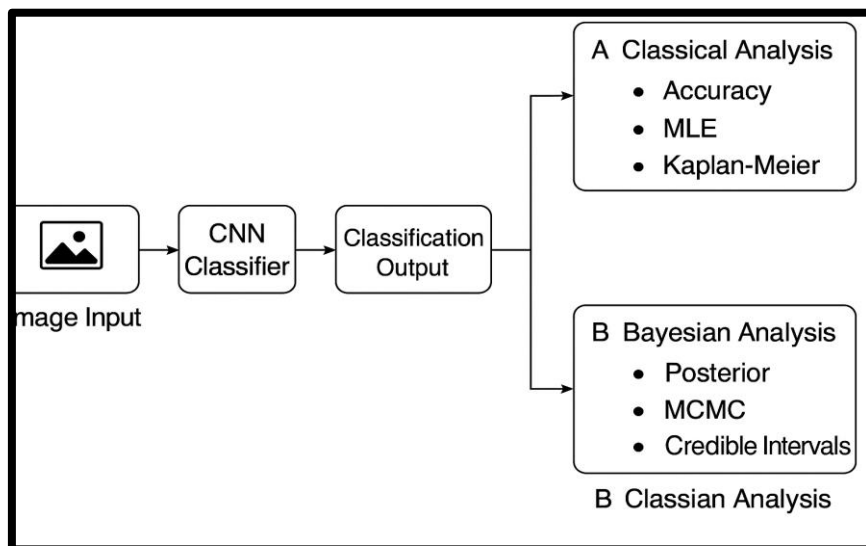 mage Input
CNN
Classifier
Classification
Output
A Classical Analysis
• Accuracy
• MLE
• Kaplan-Meier
B Bayesian Analysis
• Posterior
• MCMC
• Credible Intervals
B Classian Analysis